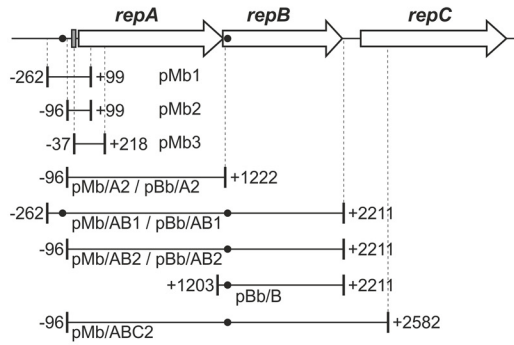 repA repB repC
-262 +99 pMb1
-96 +99 pMb2
-37 +218 pMb3
-96 +1222
pMb/A2 / pBb/A2
-262 +2211
pMb/AB1 / pBb/AB1
-96 +2211
pMb/AB2 / pBb/AB2
+1203 +2211
pBb/B
-96 +2582
pMb/ABC2